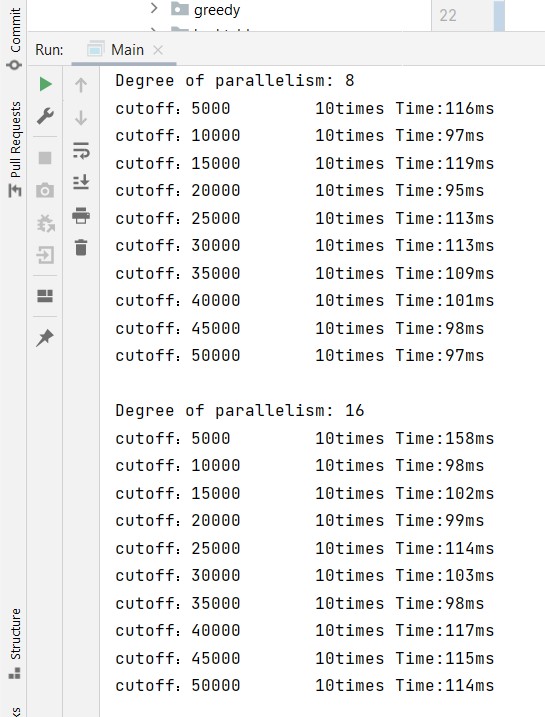 greedy
22
Commit
Pull Requests
Structure
Run: Main
Degree of parallelism: 8
cutoff：5000 10times Time:116ms
cutoff：10000 10times Time:97ms
cutoff：15000 10times Time:119ms
cutoff：20000 10times Time:95ms
cutoff：25000 10times Time:113ms
cutoff：30000 10times Time:113ms
cutoff：35000 10times Time:109ms
cutoff：40000 10times Time:101ms
cutoff：45000 10times Time:98ms
cutoff：50000 10times Time:97ms
Degree of parallelism: 16
cutoff：5000 10times Time:158ms
cutoff：10000 10times Time:98ms
cutoff：15000 10times Time:102ms
cutoff：20000 10times Time:99ms
cutoff：25000 10times Time:114ms
cutoff：30000 10times Time:103ms
cutoff：35000 10times Time:98ms
cutoff：40000 10times Time:117ms
cutoff：45000 10times Time:115ms
cutoff：50000 10times Time:114ms